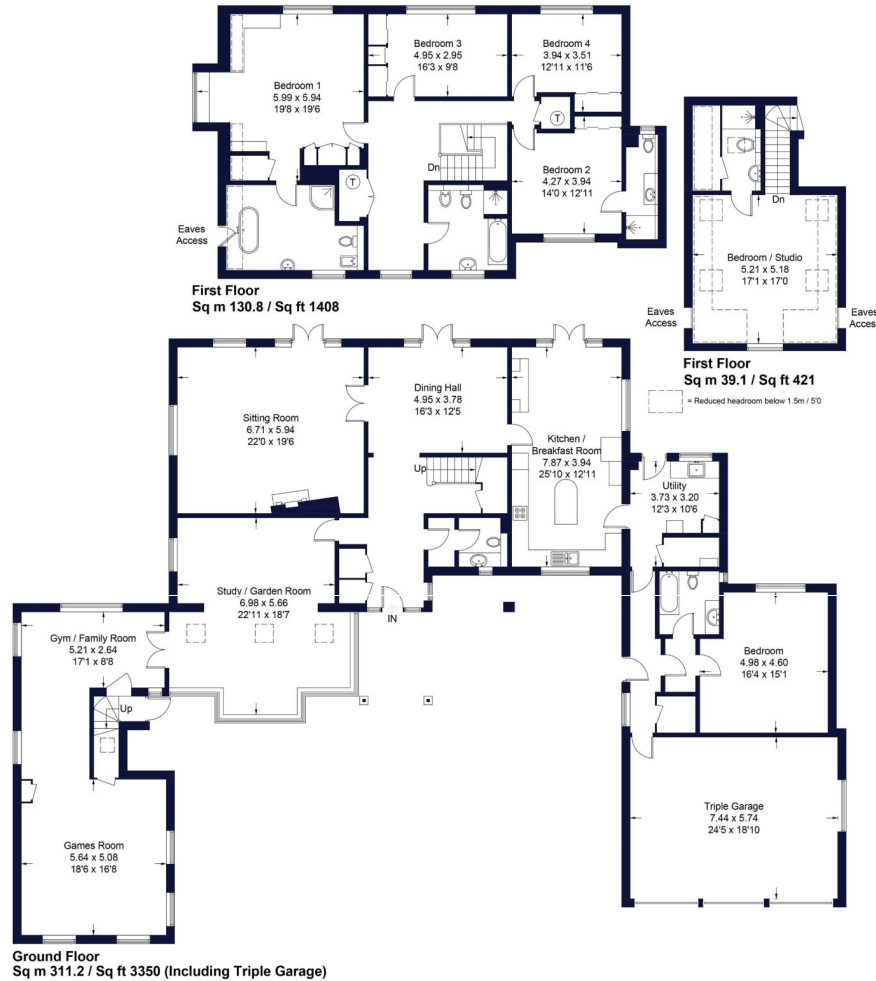 Bedroom 1
5.99 x 5.94
19'8 x 19'6
Bedroom 3
4.95 x 2.95
16'3 x 9'8
Bedroom 4
3.94 x 3.51
12'11 x 11'6
T
T
Dn
Bedroom 2
4.27 x 3.94
14'0 x 12'11
Eaves
Access
First Floor
Sq m 130.8 / Sq ft 1408
Dn
Bedroom / Studio
5.21 x 5.18
17'1 x 17'0
Eaves
Access
Eaves
Access
First Floor
Sq m 39.1 / Sq ft 421
= Reduced headroom below 1.5m / 5'0
Sitting Room
6.71 x 5.94
22'0 x 19'6
Dining Hall
4.95 x 3.78
16'3 x 12'5
Up
Kitchen /
Breakfast Room
7.87 x 3.94
25'10 x 12'11
Utility
3.73 x 3.20
12'3 x 10'6
Study / Garden Room
6.98 x 5.66
22'11 x 18'7
IN
Gym / Family Room
5.21 x 2.64
17'1 x 8'8
Up
Bedroom
4.98 x 4.60
16'4 x 15'1
Games Room
5.64 x 5.08
18'6 x 16'8
Triple Garage
7.44 x 5.74
24'5 x 18'10
Ground Floor
Sq m 311.2 / Sq ft 3350 (Including Triple Garage)